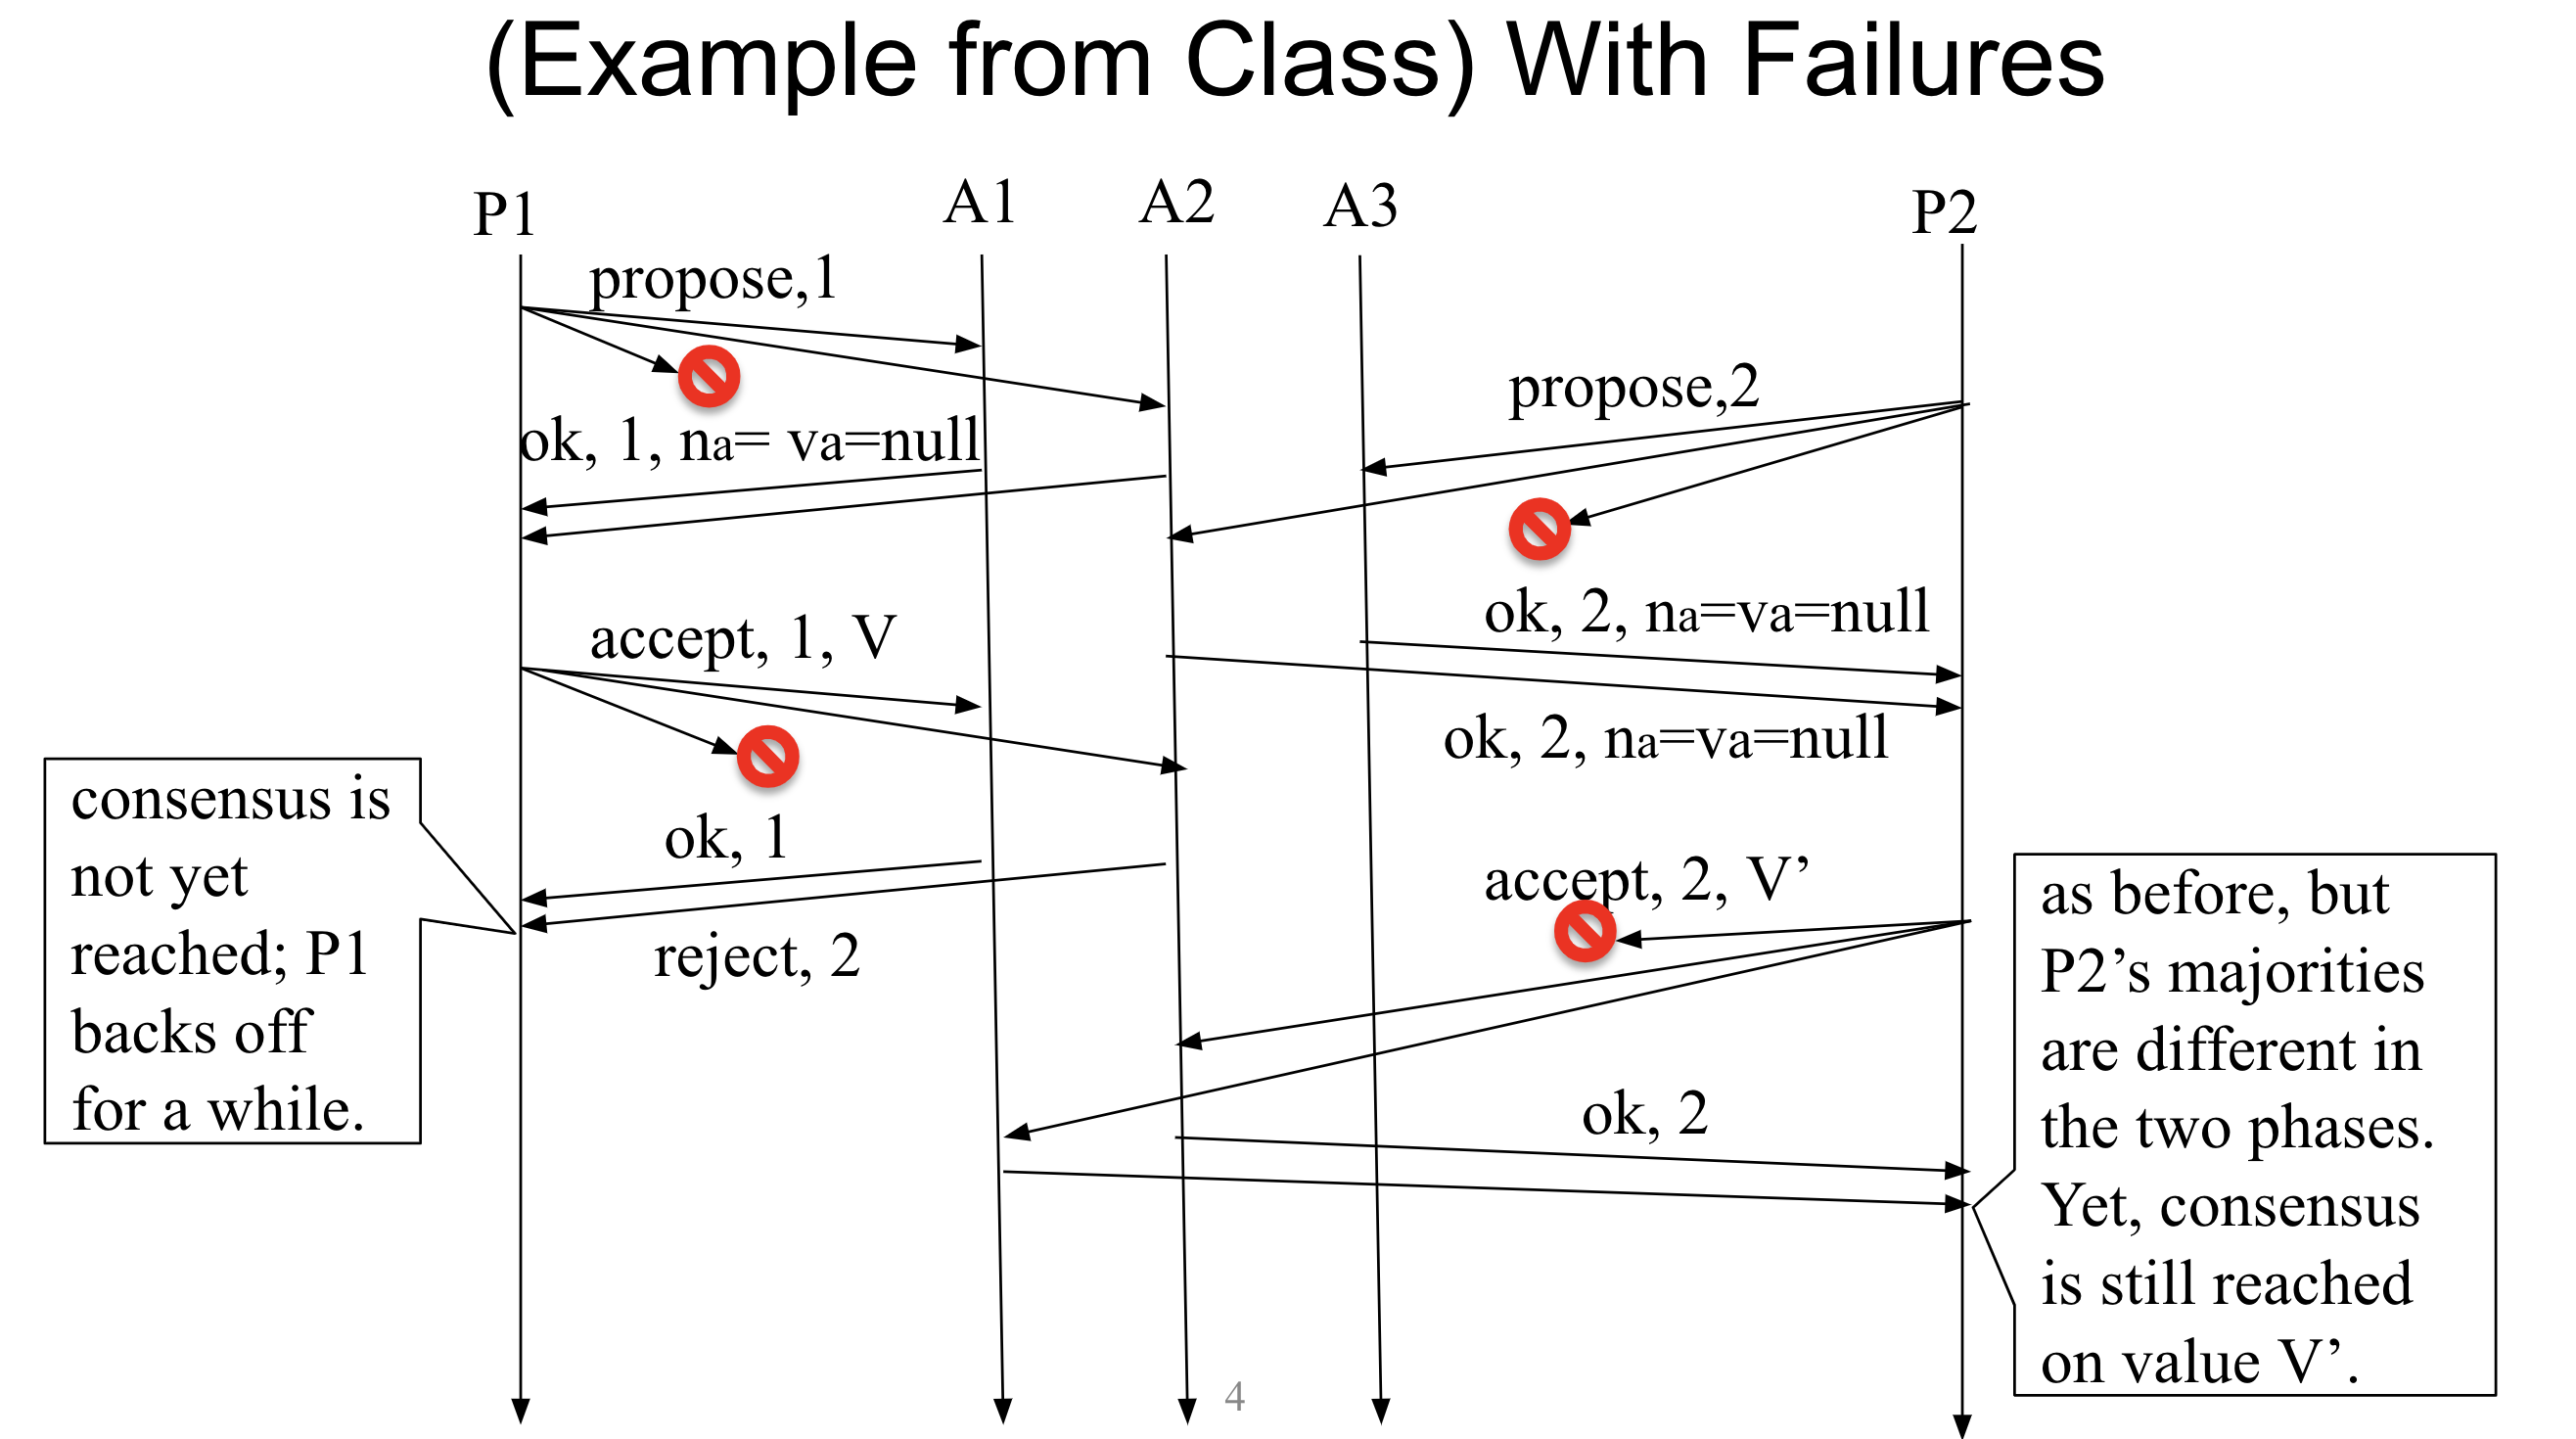 (Example from Class) With Failures
P1
A1
A2
A3
P2
propose,1
propose,2
ok, 1, na= va=null
ok, 2, na=va=null
accept, 1, V
ok, 2, na=va=null
consensus is
not yet
reached; P1
backs off
for a while.
ok, 1
reject, 2
accept, 2, V’
ok, 2
as before, but
P2’s majorities
are different in
the two phases.
Yet, consensus
is still reached
on value V’.
4